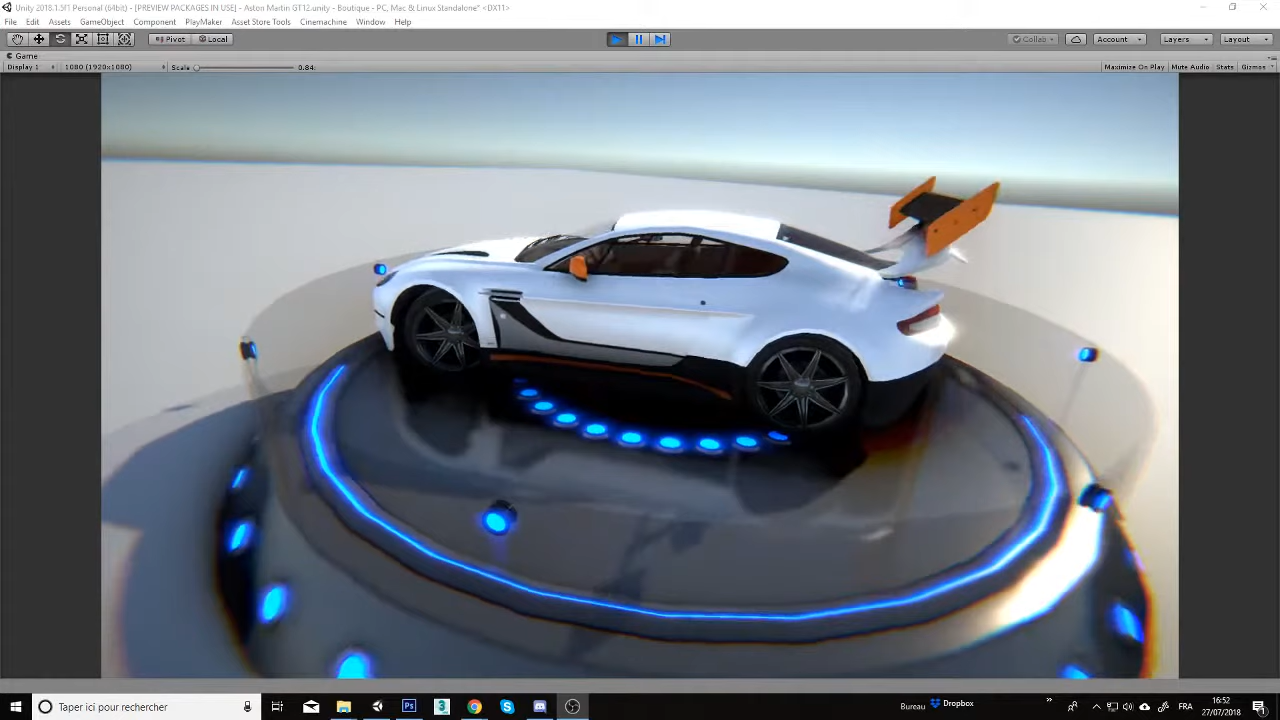 Unity 2018.1.5f1 Personal (64bit) - [PREVIEW PACKAGES IN USE] - Aston Martin GT12.unity - Boutique - PC, Mac & Linux Standalone* <DX11>
File Edit Assets GameObject Component PlayMaker Asset Store Tools Cinemachine Window Help
Pivot Local Collab Account Layers Layout
Game
Display 1 1080 (1920x1080) Scale 0.84 Maximize On Play Mute Audio Stats Gizmos
Taper ici pour rechercher Bureau Dropbox FRA 16:52
27/07/2018